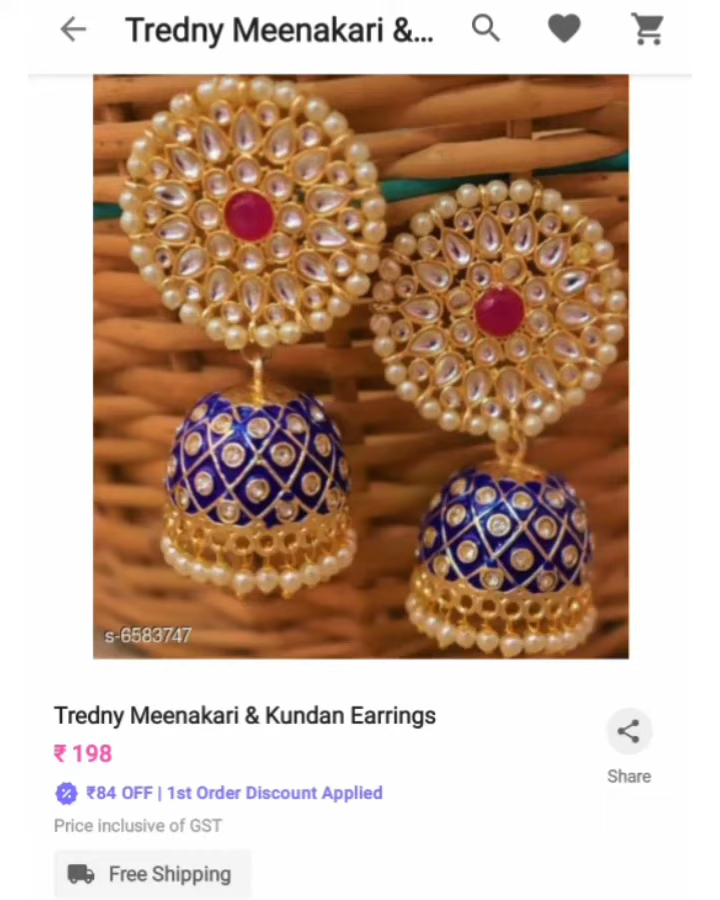 Tredny Meenakari &...
s-6583747
Tredny Meenakari & Kundan Earrings
₹ 198
₹84 OFF | 1st Order Discount Applied
Price inclusive of GST
Share
Free Shipping